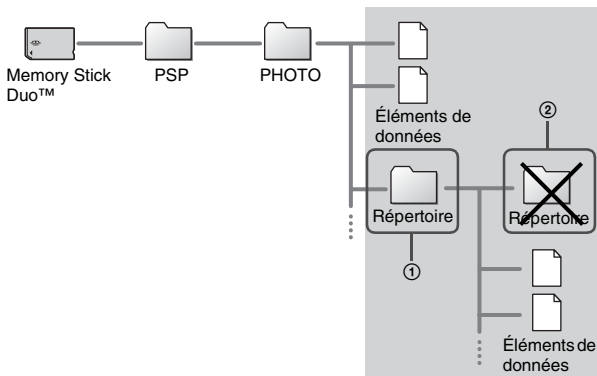 Memory Stick
Duo™
PSP
PHOTO
Éléments de
données
②
Répertoire
Répertoire
①
Éléments de
données